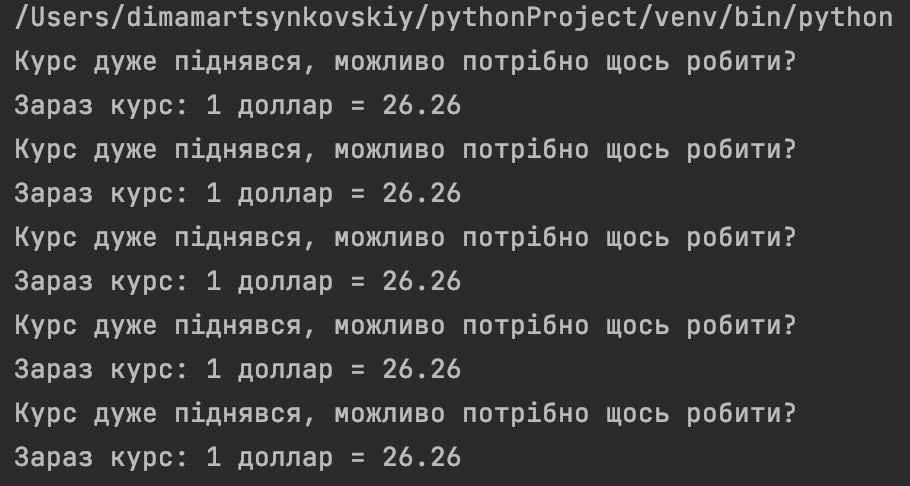 /Users/dimamartsynkovskiy/pythonProject/venv/bin/python
Курс дуже піднявся, можливо потрібно щось робити?
Зараз курс: 1 доллар = 26.26
Курс дуже піднявся, можливо потрібно щось робити?
Зараз курс: 1 доллар = 26.26
Курс дуже піднявся, можливо потрібно щось робити?
Зараз курс: 1 доллар = 26.26
Курс дуже піднявся, можливо потрібно щось робити?
Зараз курс: 1 доллар = 26.26
Курс дуже піднявся, можливо потрібно щось робити?
Зараз курс: 1 доллар = 26.26